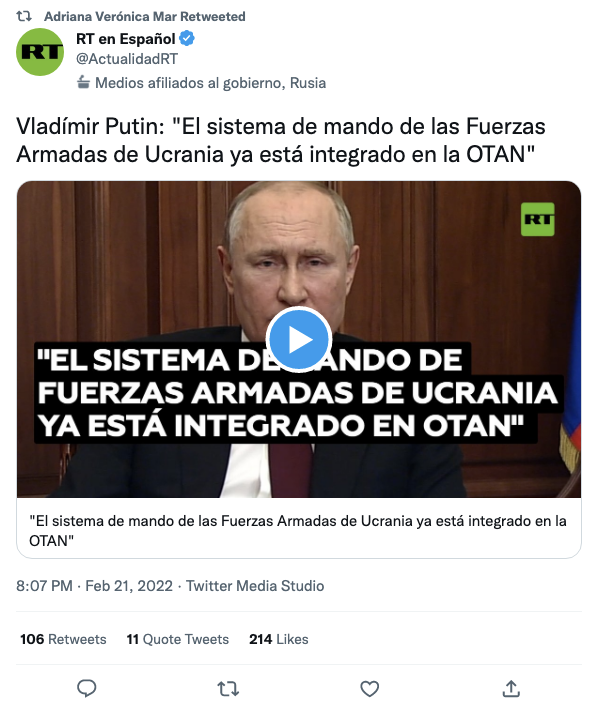 Adriana Verónica Mar Retweeted
RT
RT en Español
@ActualidadRT
Medios afiliados al gobierno, Rusia
Vladímir Putin: "El sistema de mando de las Fuerzas
Armadas de Ucrania ya está integrado en la OTAN"
RT
"EL SISTEMA DE MANDO DE
FUERZAS ARMADAS DE UCRANIA
YA ESTÁ INTEGRADO EN OTAN"
"El sistema de mando de las Fuerzas Armadas de Ucrania ya está integrado en la
OTAN"
8:07 PM · Feb 21, 2022 · Twitter Media Studio
106 Retweets 11 Quote Tweets 214 Likes